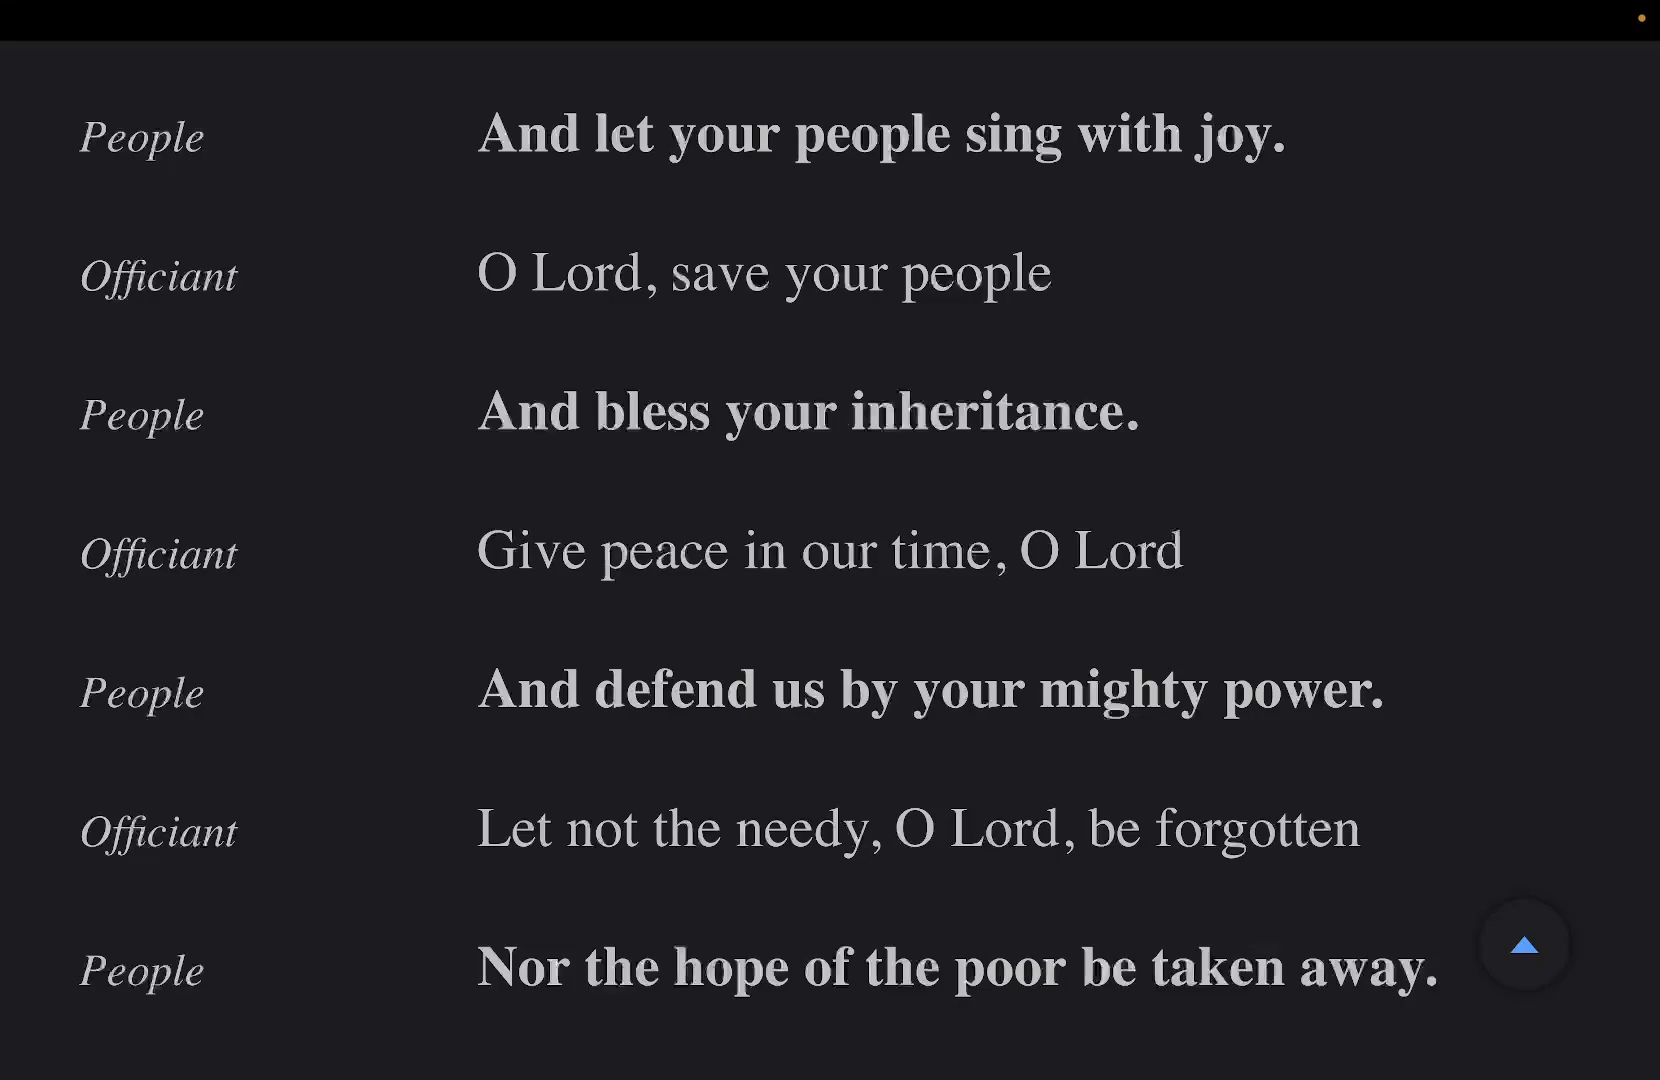 People And let your people sing with joy.
Officiant O Lord, save your people
People And bless your inheritance.
Officiant Give peace in our time, O Lord
People And defend us by your mighty power.
Officiant Let not the needy, O Lord, be forgotten
People Nor the hope of the poor be taken away.